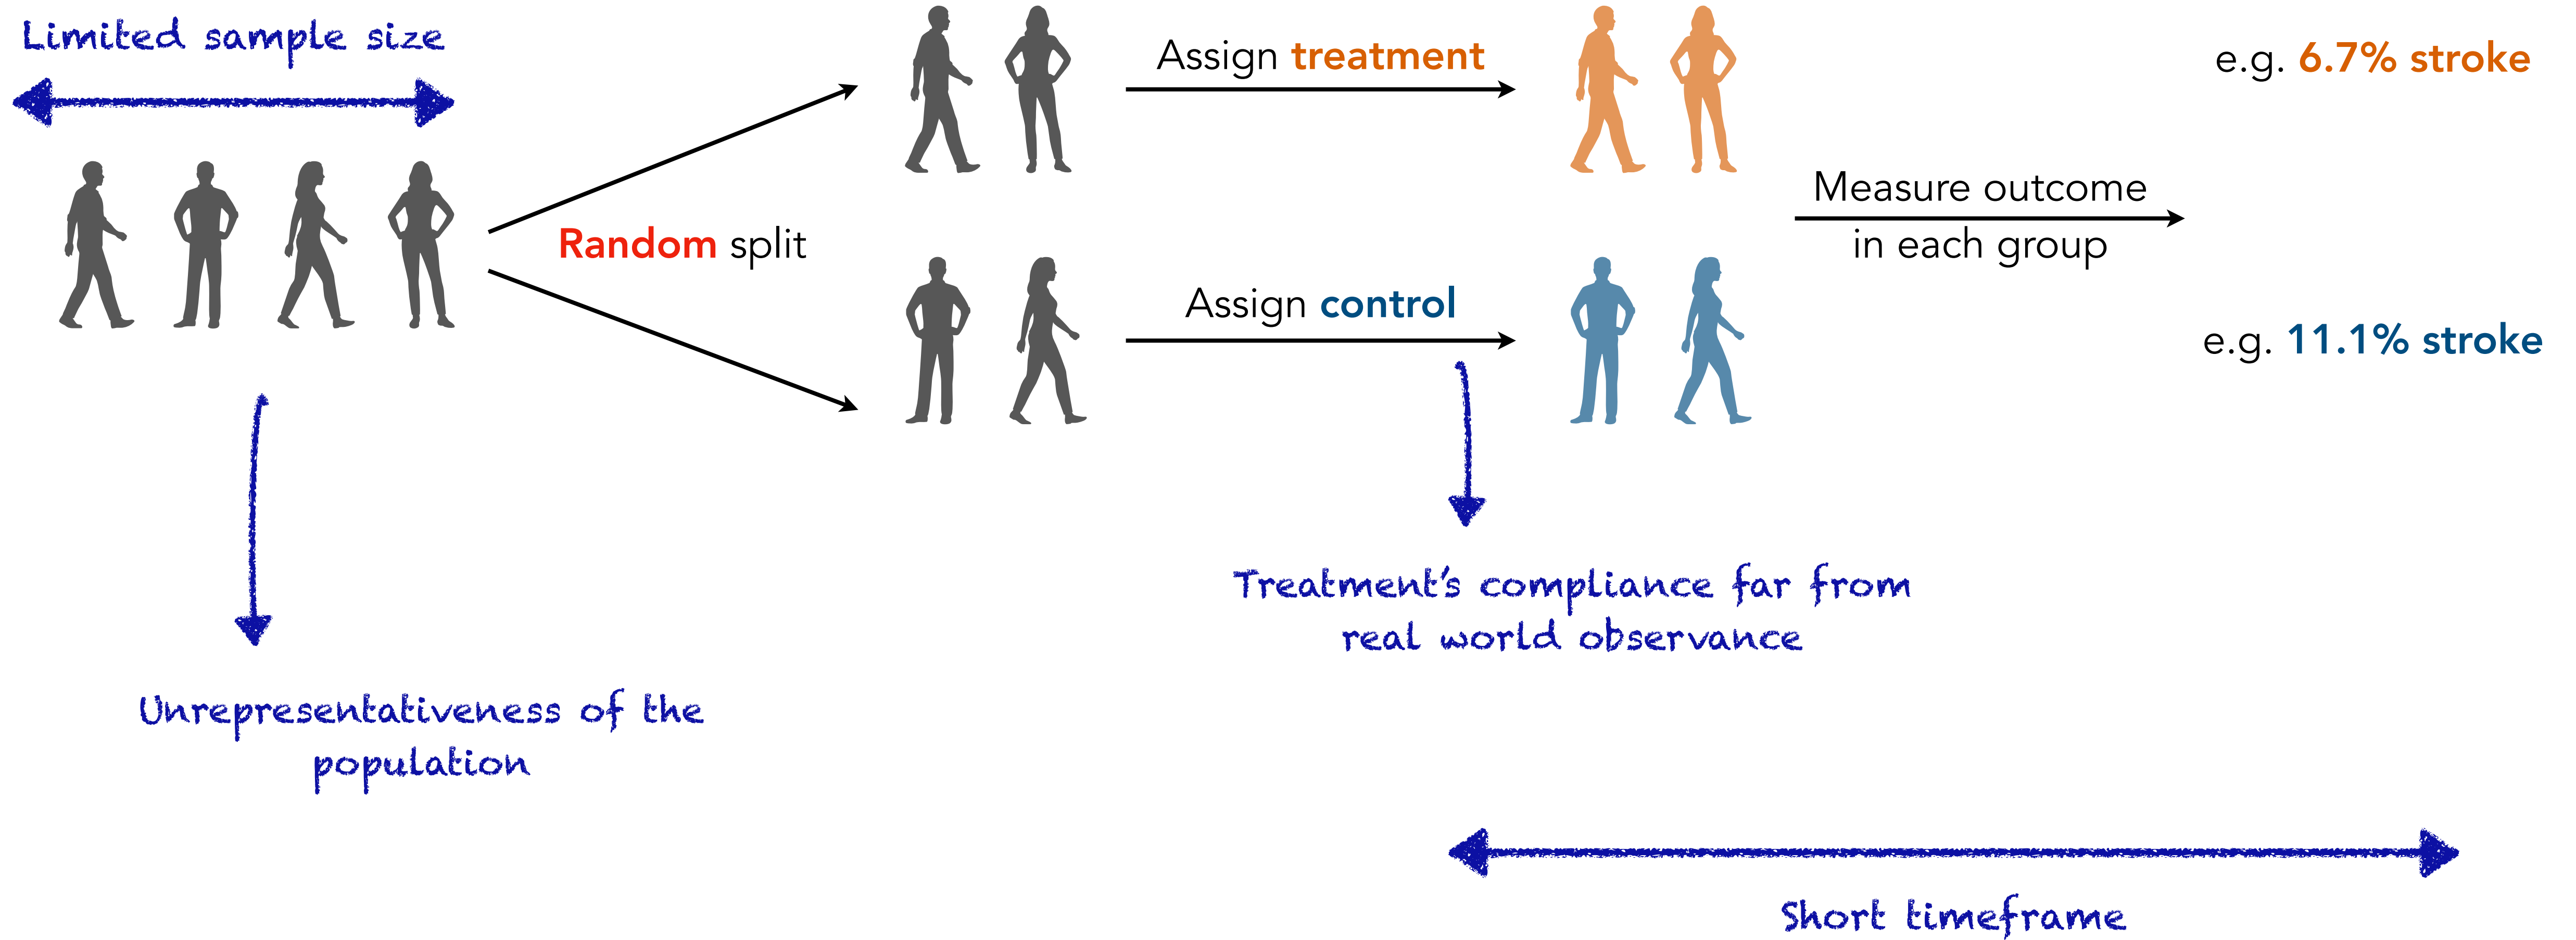 Limited sample size
Random split
Assign treatment
Assign control
Measure outcome
in each group
e.g. 6.7% stroke
e.g. 11.1% stroke
Unrepresentativeness of the
population
Treatment's compliance far from
real world observance
Short timeframe